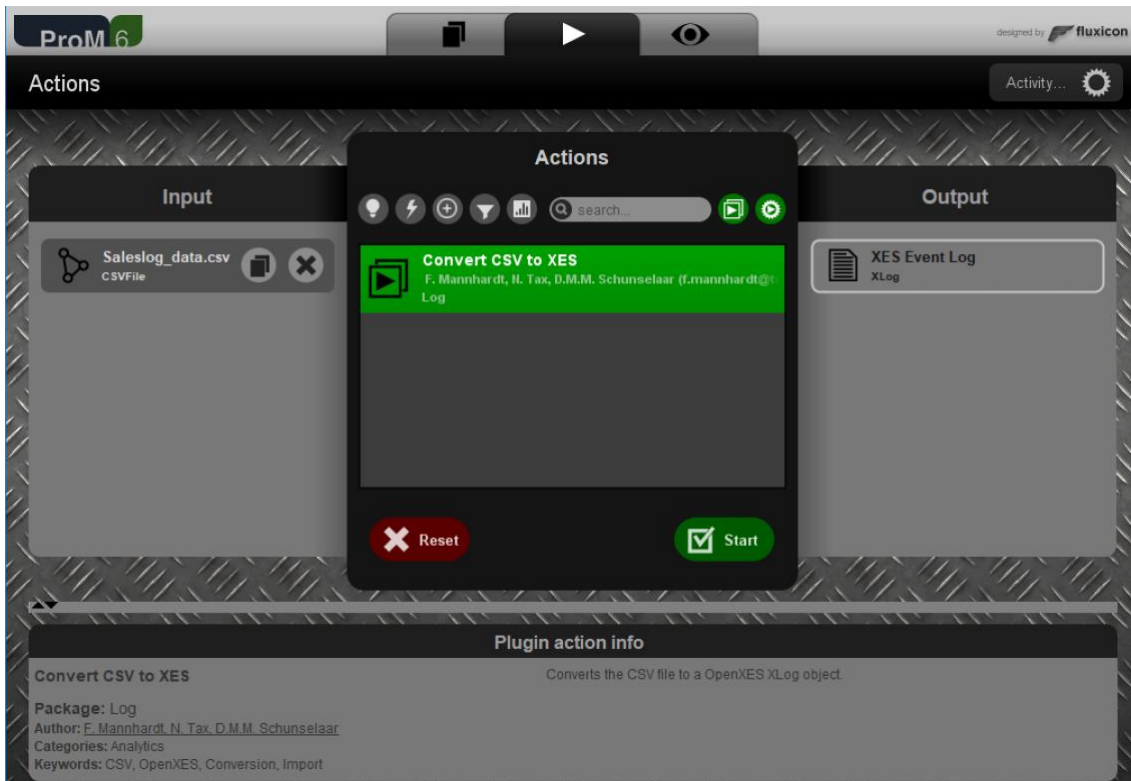 ProM 6
designed by fluxicon
Actions
Activity...
Input
Saleslog_data.csv
CSVFile
Actions
search...
Convert CSV to XES
F. Mannhardt, N. Tax, D.M.M. Schunselaar (f.mannhardt@t
Log
Reset
Start
Output
XES Event Log
XLog
Plugin action info
Convert CSV to XES
Package: Log
Author: F. Mannhardt, N. Tax, D.M.M. Schunselaar
Categories: Analytics
Keywords: CSV, OpenXES, Conversion, Import
Converts the CSV file to a OpenXES XLog object.